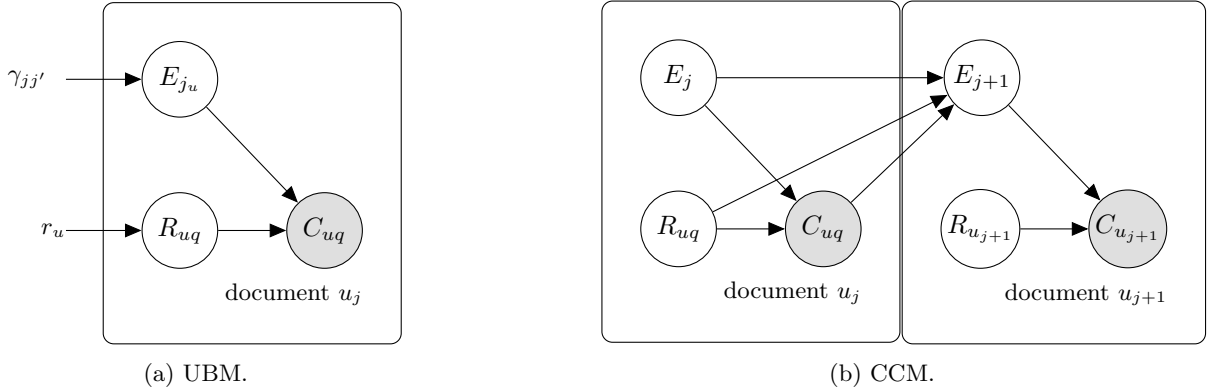 γ_{jj'}
E_{j_u}
r_u
R_{uq}
C_{uq}
document u_j
(a) UBM.
E_j
E_{j+1}
R_{uq}
C_{uq}
R_{u_{j+1}}
C_{u_{j+1}}
document u_j
document u_{j+1}
(b) CCM.